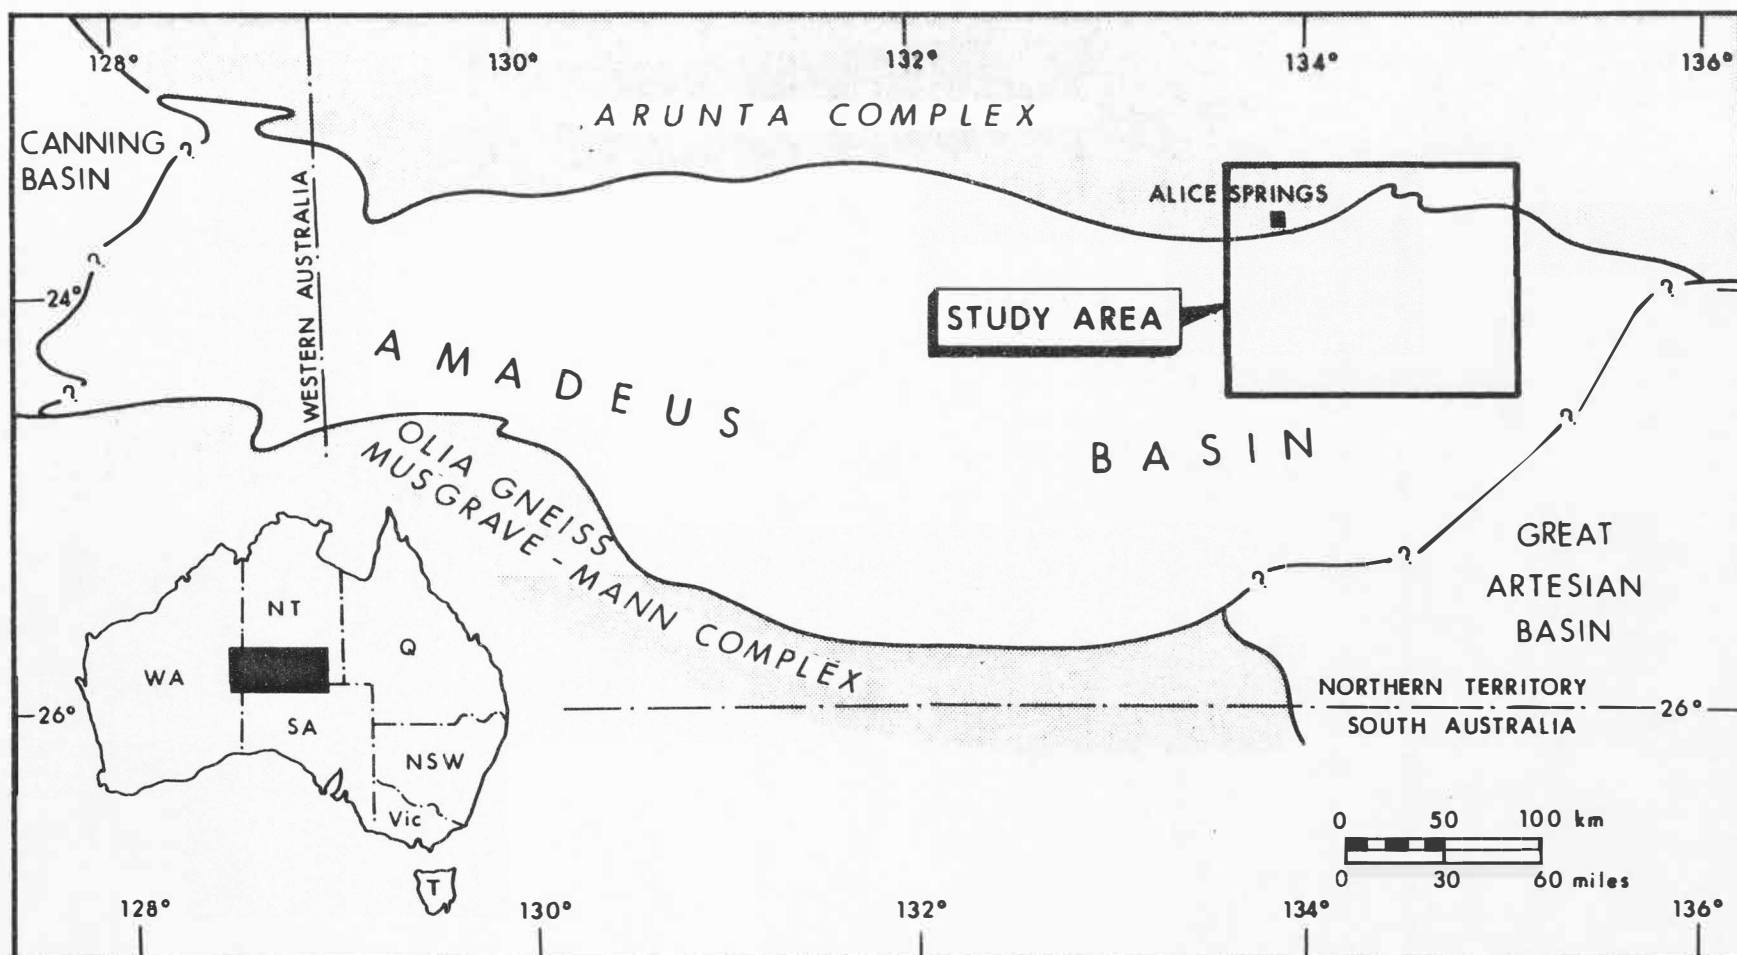 128° 130° 132° 134° 136°
ARUNTA COMPLEX
CANNING
BASIN
?
ALICE SPRINGS
WESTERN AUSTRALIA
?
24°
?
STUDY AREA
AMADEUS
?
?
BASIN
OLIA GNEISS
MUSGRAVE - MANN COMPLEX
?
?
GREAT
ARTESIAN
BASIN
NT
Q
WA
SA
NSW
Vic
T
NORTHERN TERRITORY
26° 26°
SOUTH AUSTRALIA
0 50 100 km
0 30 60 miles
128° 130° 132° 134° 136°